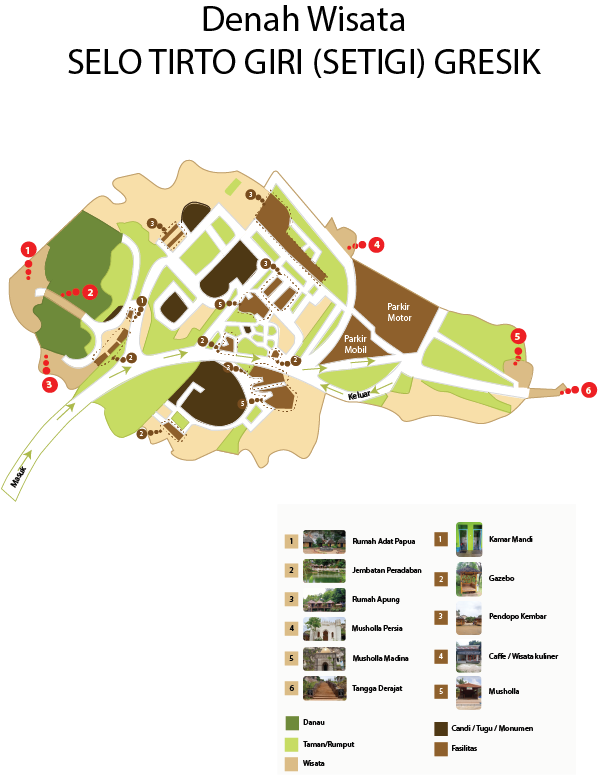 Denah Wisata
SELO TIRTO GIRI (SETIGI) GRESIK
3
3
1
4
3
2
1
5
Parkir
Motor
5
2
Parkir
Mobil
2
2
2
3
6
5
Keluar
2
Masuk
1 Rumah Adat Papua
2 Jembatan Peradaban
3 Rumah Apung
4 Musholla Persia
5 Musholla Madina
6 Tangga Derajat
Danau
Taman/Rumput
Wisata
1 Kamar Mandi
2 Gazebo
3 Pendopo Kembar
4 Caffe / Wisata kuliner
5 Musholla
Candi / Tugu / Monumen
Fasilitas